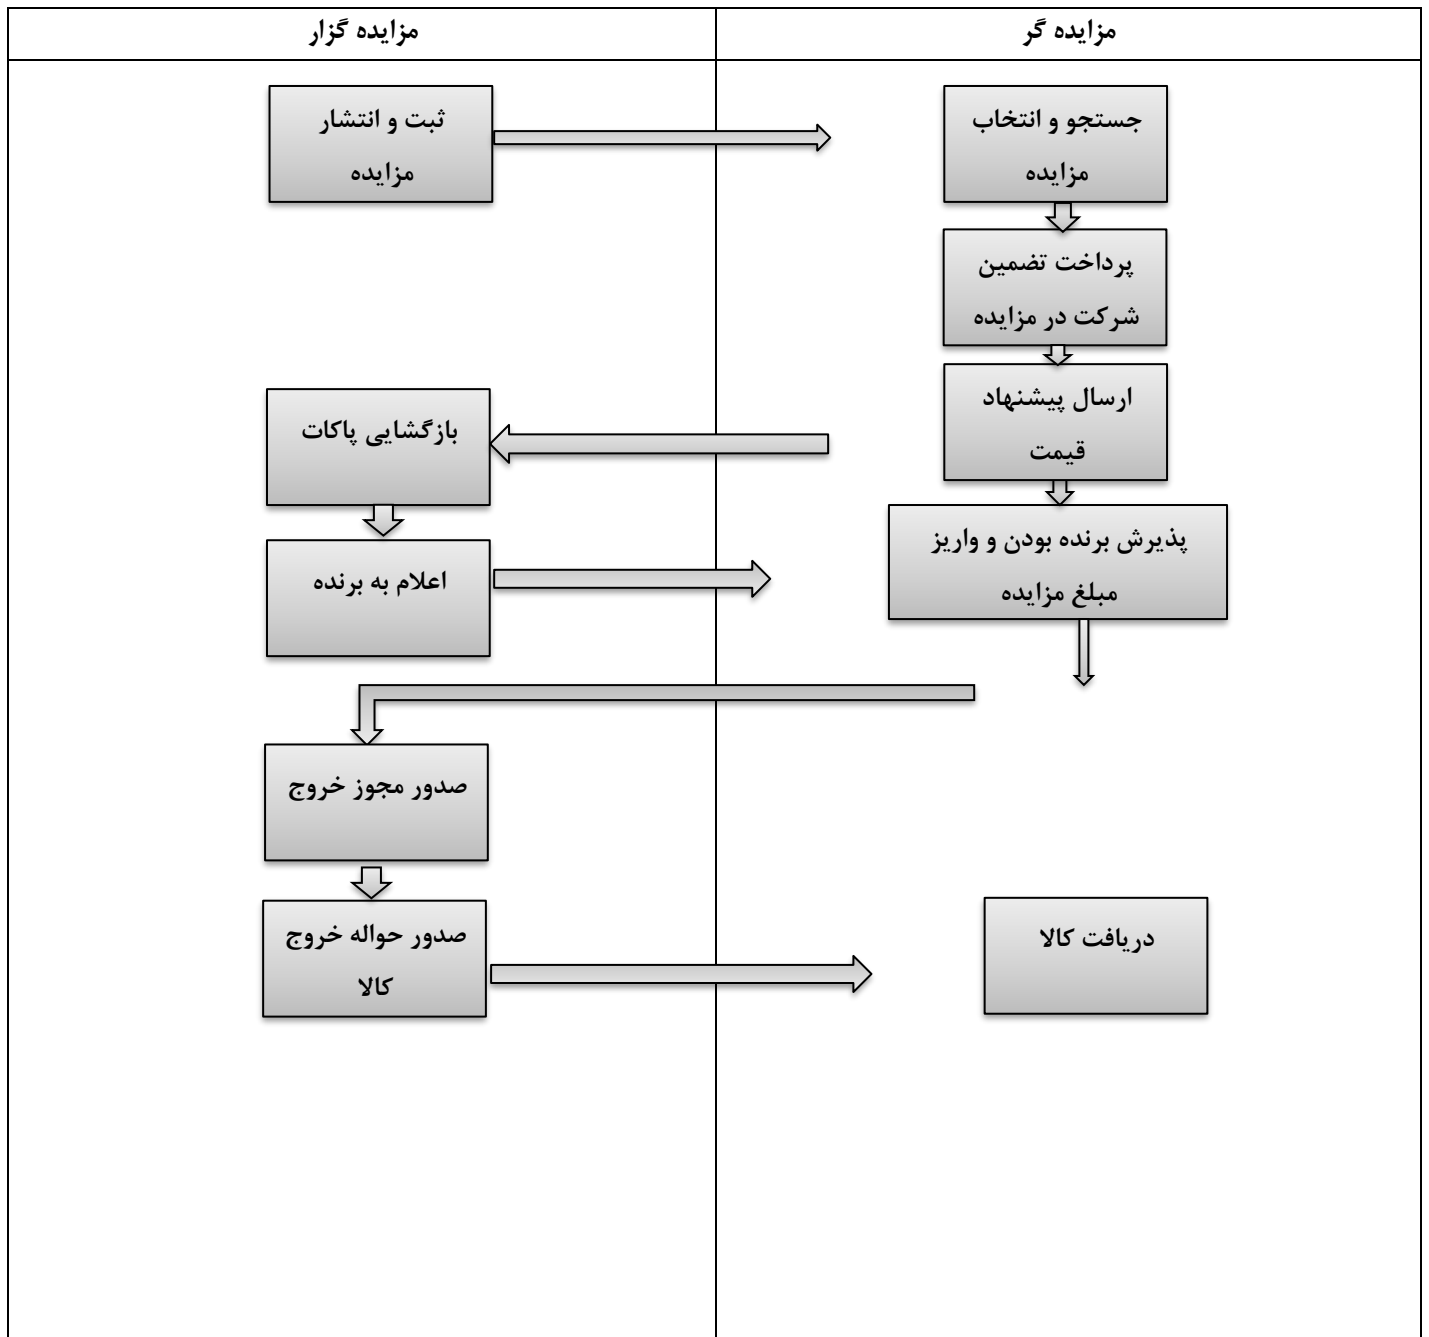 مزایده گر
مزایده گزار
جستجو و انتخاب
مزایده
ثبت و انتشار
مزایده
پرداخت تضمین
شرکت در مزایده
ارسال پیشنهاد
قیمت
بازگشایی پاکات
پذیرش برنده بودن و واریز
مبلغ مزایده
اعلام به برنده
صدور مجوز خروج
صدور حواله خروج
کالا
دریافت کالا